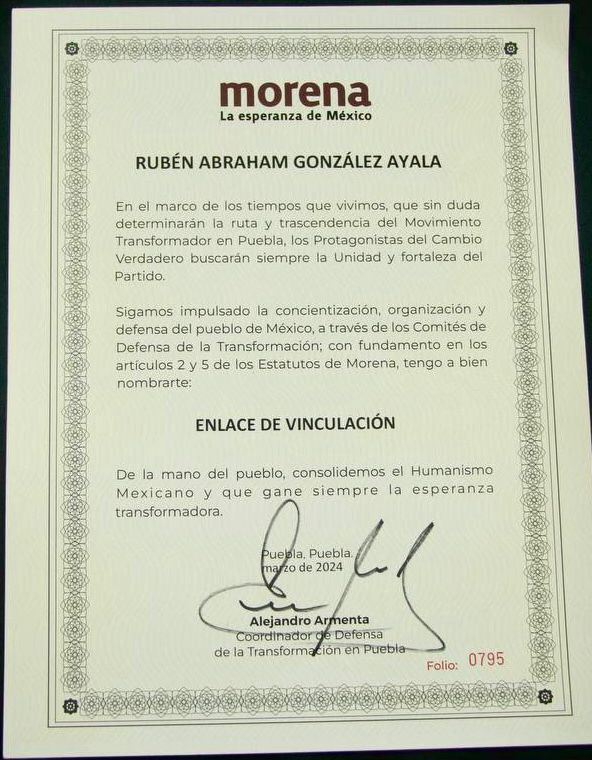 morena
La esperanza de México
RUBÉN ABRAHAM GONZÁLEZ AYALA
En el marco de los tiempos que vivimos, que sin duda
determinarán la ruta y trascendencia del Movimiento
Transformador en Puebla, los Protagonistas del Cambio
Verdadero buscarán siempre la Unidad y fortaleza del
Partido.
Sigamos impulsado la concientización, organización y
defensa del pueblo de México, a través de los Comités de
Defensa de la Transformación; con fundamento en los
artículos 2 y 5 de los Estatutos de Morena, tengo a bien
nombrarte:
ENLACE DE VINCULACIÓN
De la mano del pueblo, consolidemos el Humanismo
Mexicano y que gane siempre la esperanza
transformadora.
Puebla, Puebla.
marzo de 2024
Alejandro Armenta
Coordinador de Defensa
de la Transformación en Puebla
Folio: 0795